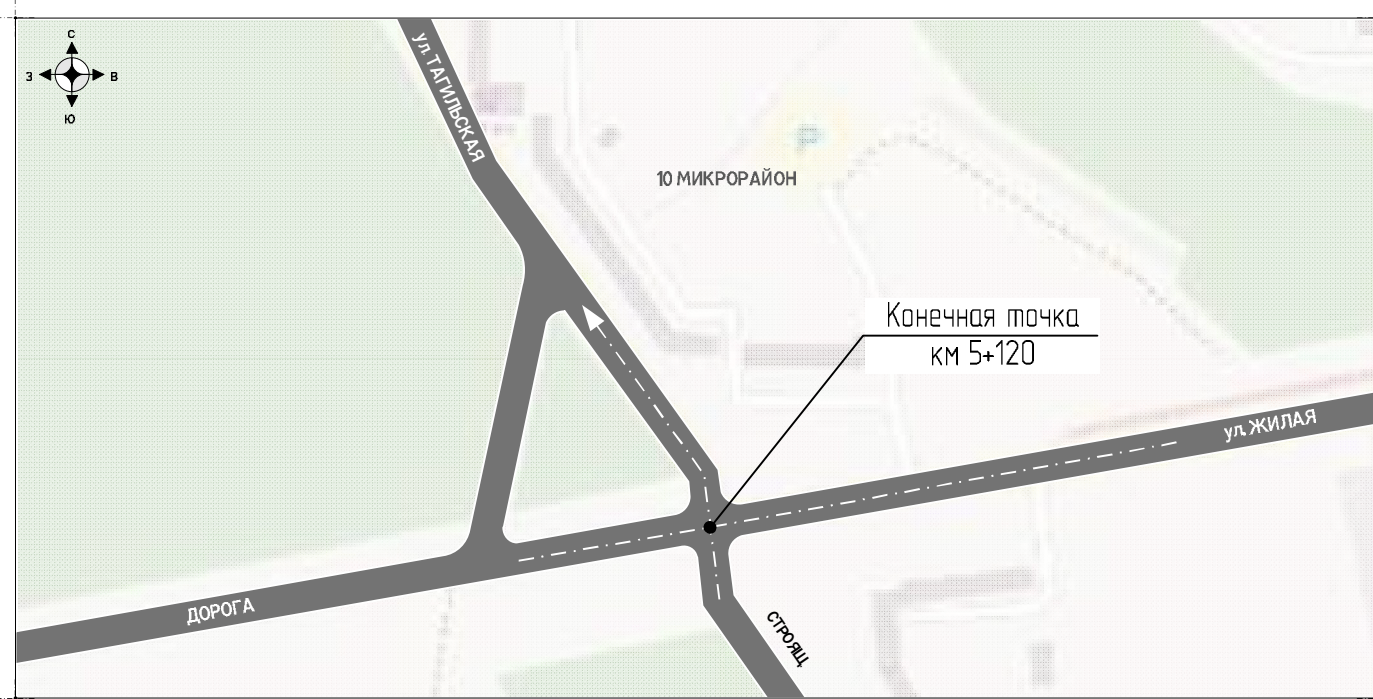 С
З
В
Ю
ул. ТАГИЛЬСКАЯ
10 МИКРОРАЙОН
Конечная точка
км 5+120
ул. ЖИЛАЯ
ДОРОГА
СТРОЯЩ